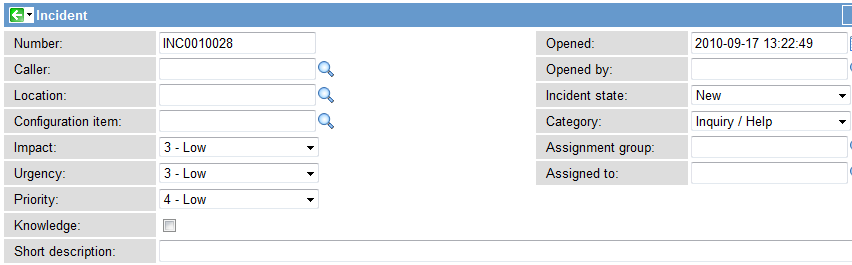 Incident
Number: INC0010028 Opened: 2010-09-17 13:22:49
Caller: Opened by:
Location: Incident state: New
Configuration item: Category: Inquiry / Help
Impact: 3 - Low Assignment group:
Urgency: 3 - Low Assigned to:
Priority: 4 - Low
Knowledge:
Short description: